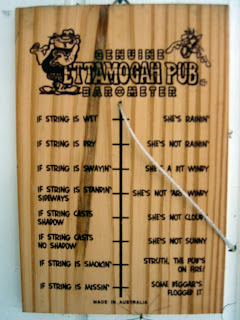 GENUINE
ETTAMOGAH PUB
BAROMETER
IF STRING IS WET SHE'S RAININ'
IF STRING IS DRY SHE'S NOT RAININ'
IF STRING IS SWAYIN' SHE'S A BIT WINDY
IF STRING IS STANDIN' SIDEWAYS SHE'S NOT WINDY
IF STRING CASTS SHADOW SHE'S NOT CLOUDY
IF STRING CASTS NO SHADOW SHE'S NOT SUNNY
IF STRING IS SMOKIN' STRUTH, THE PUB'S ON FIRE!
IF STRING IS MISSIN' SOME BEGGAR'S FLOGGED IT
MADE IN AUSTRALIA